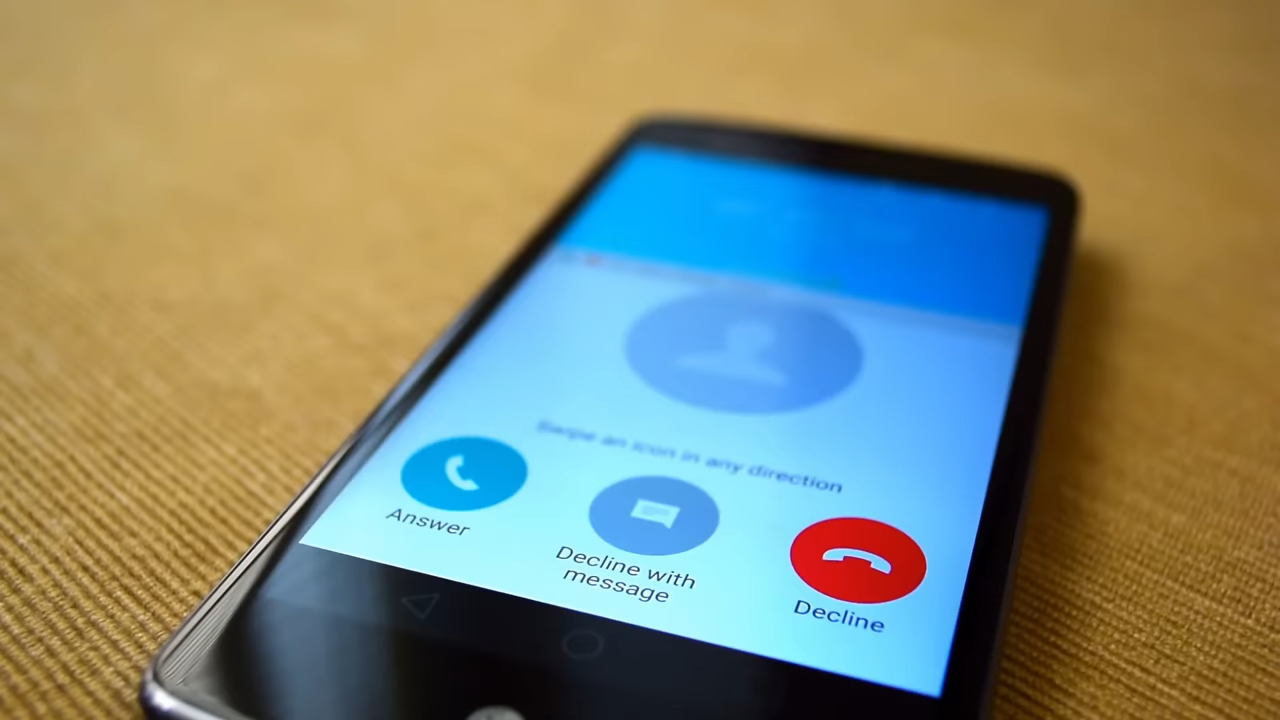 Swipe an icon in any direction
Answer
Decline with
message
Decline